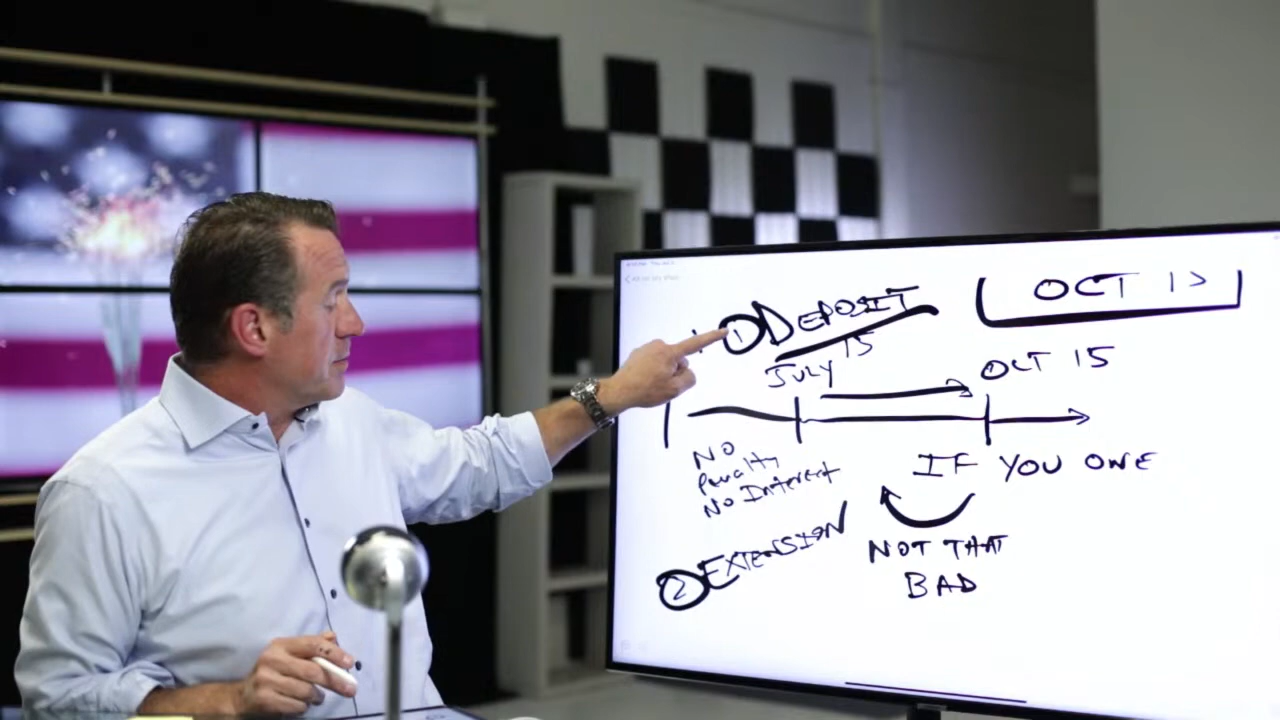 ① DEPOSIT
JULY 15
OCT 15
OCT 15
NO
Penalty
No Interest
IF YOU ONE
② EXTENSION
NOT THAT
BAD